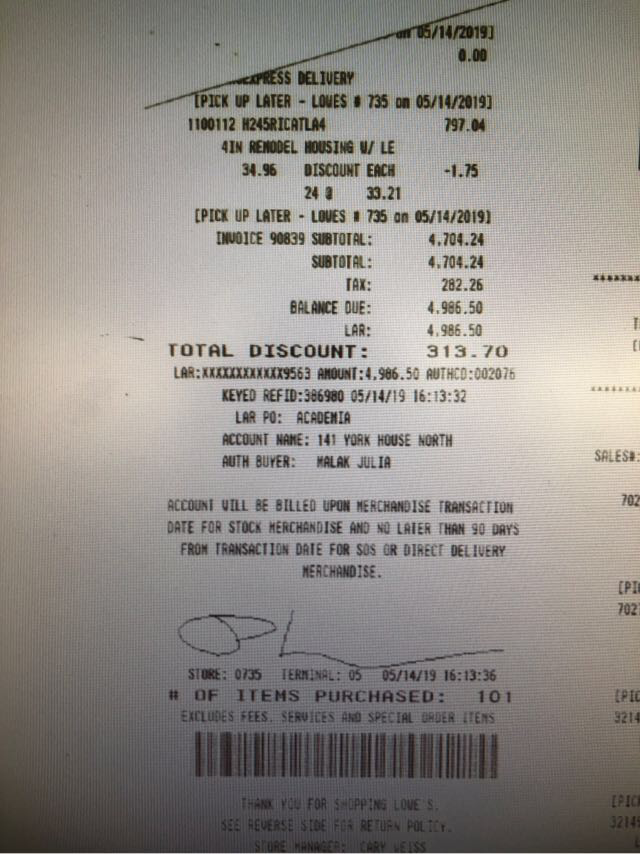 05/14/2019]
0.00
EXPRESS DELIVERY
[PICK UP LATER - LOWES # 735 on 05/14/2019]
1100112 H245RICATLA4 797.04
4IN REMODEL HOUSING W/ LE
34.96 DISCOUNT EACH -1.75
24 @ 33.21
[PICK UP LATER - LOWES # 735 on 05/14/2019]
INVOICE 90839 SUBTOTAL: 4,704.24
SUBTOTAL: 4,704.24
TAX: 282.26
BALANCE DUE: 4,986.50
LAR: 4,986.50
TOTAL DISCOUNT: 313.70
LAR:XXXXXXXXXXXX9563 AMOUNT:4,986.50 AUTHCD:002076
KEYED REFID:386980 05/14/19 16:13:32
LAR PO: ACADEMIA
ACCOUNT NAME: 141 YORK HOUSE NORTH
AUTH BUYER: MALAK JULIA
ACCOUNT WILL BE BILLED UPON MERCHANDISE TRANSACTION
DATE FOR STOCK MERCHANDISE AND NO LATER THAN 90 DAYS
FROM TRANSACTION DATE FOR SOS OR DIRECT DELIVERY
MERCHANDISE.
STORE: 0735 TERMINAL: 05 05/14/19 16:13:36
# OF ITEMS PURCHASED: 101
EXCLUDES FEES, SERVICES AND SPECIAL ORDER ITEMS
THANK YOU FOR SHOPPING LOWE'S.
SEE REVERSE SIDE FOR RETURN POLICY.
STORE MANAGER: CARY WEISS
SALES#:
702
[PI
702
[PIC
3214
[PICK
32145